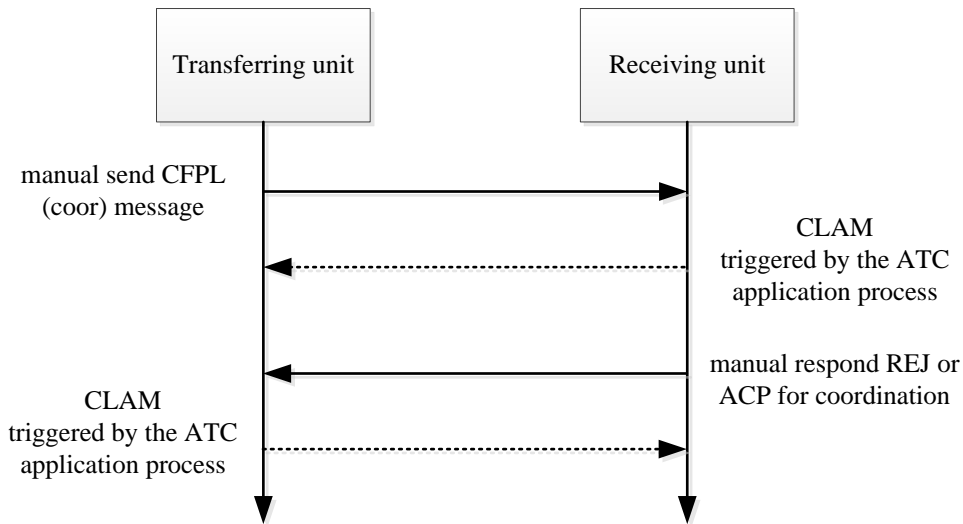 Transferring unit
Receiving unit
manual send CFPL
(coor) message
CLAM
triggered by the ATC
application process
manual respond REJ or
ACP for coordination
CLAM
triggered by the ATC
application process